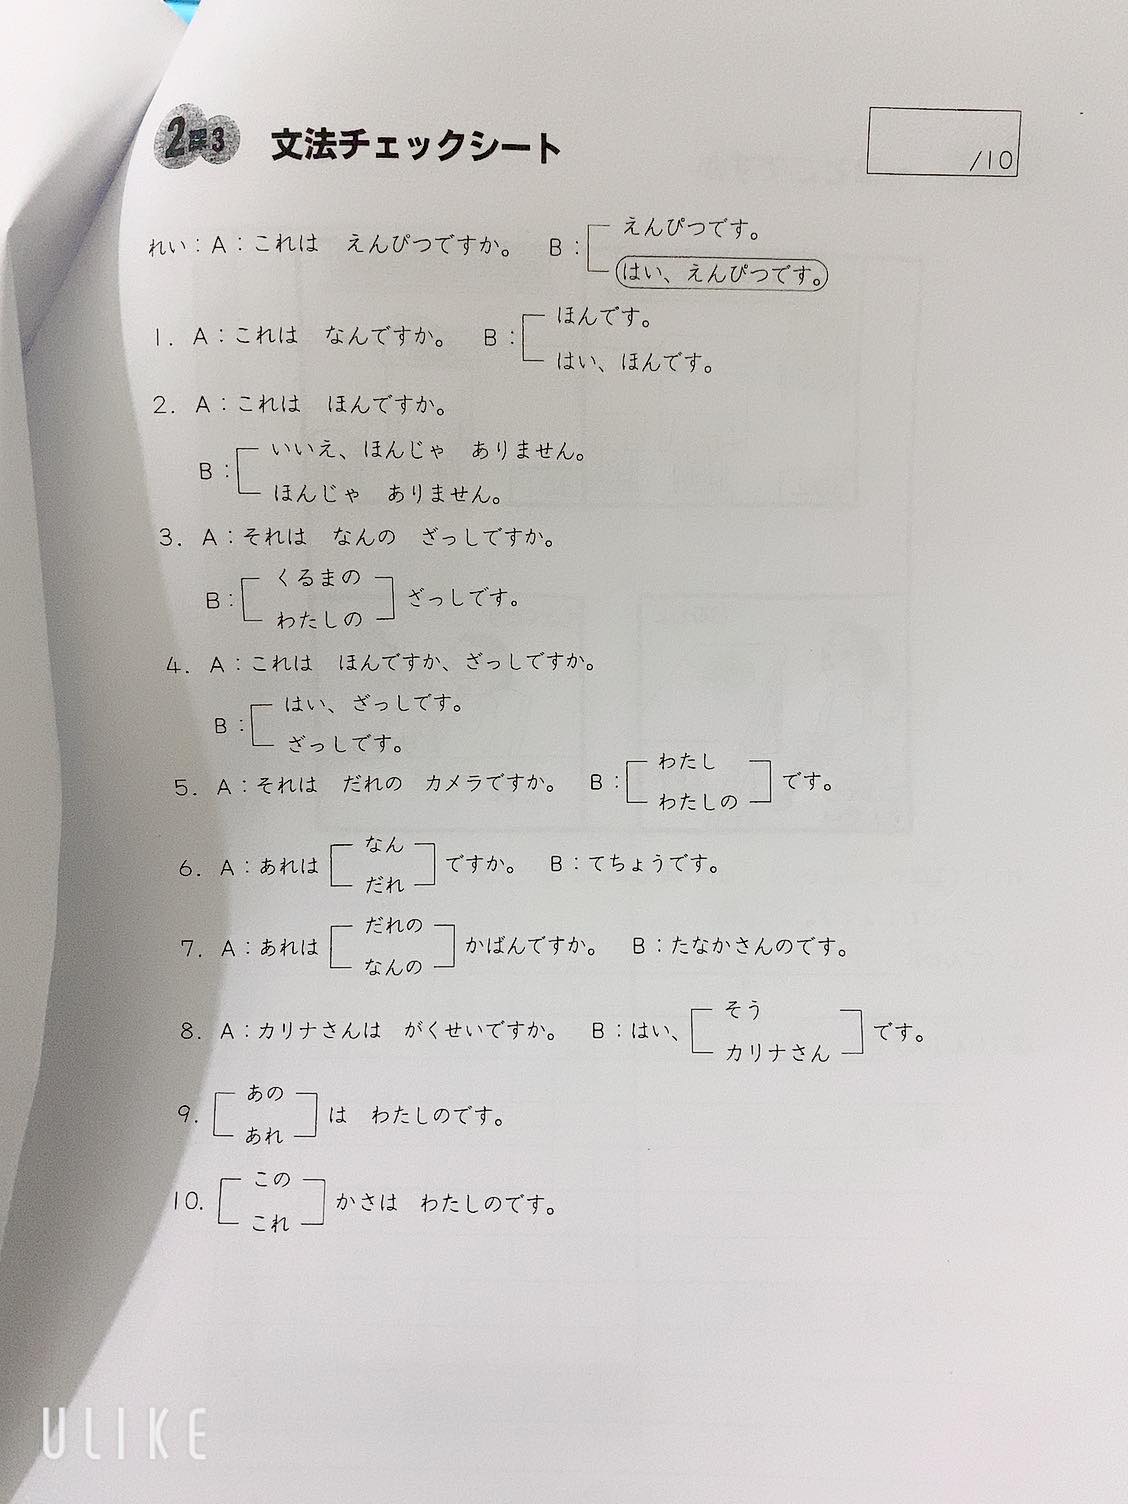 2課3 文法チェックシート
/10
れい：A：これは　えんぴつですか。　B：
えんぴつです。
はい、えんぴつです。
1. A：これは　なんですか。　B：
ほんです。
はい、ほんです。
2. A：これは　ほんですか。
B：
いいえ、ほんじゃ　ありません。
ほんじゃ　ありません。
3. A：それは　なんの　ざっしですか。
B：
くるまの
わたしの
ざっしです。
4. A：これは　ほんですか、ざっしですか。
B：
はい、ざっしです。
ざっしです。
5. A：それは　だれの　カメラですか。　B：
わたし
わたしの
です。
6. A：あれは
なん
だれ
ですか。　B：てちょうです。
7. A：あれは
だれの
なんの
かばんですか。　B：たなかさんのです。
8. A：カリナさんは　がくせいですか。　B：はい、
そう
カリナさん
です。
9.
あの
あれ
は　わたしのです。
10.
この
これ
かさは　わたしのです。
ULIKE